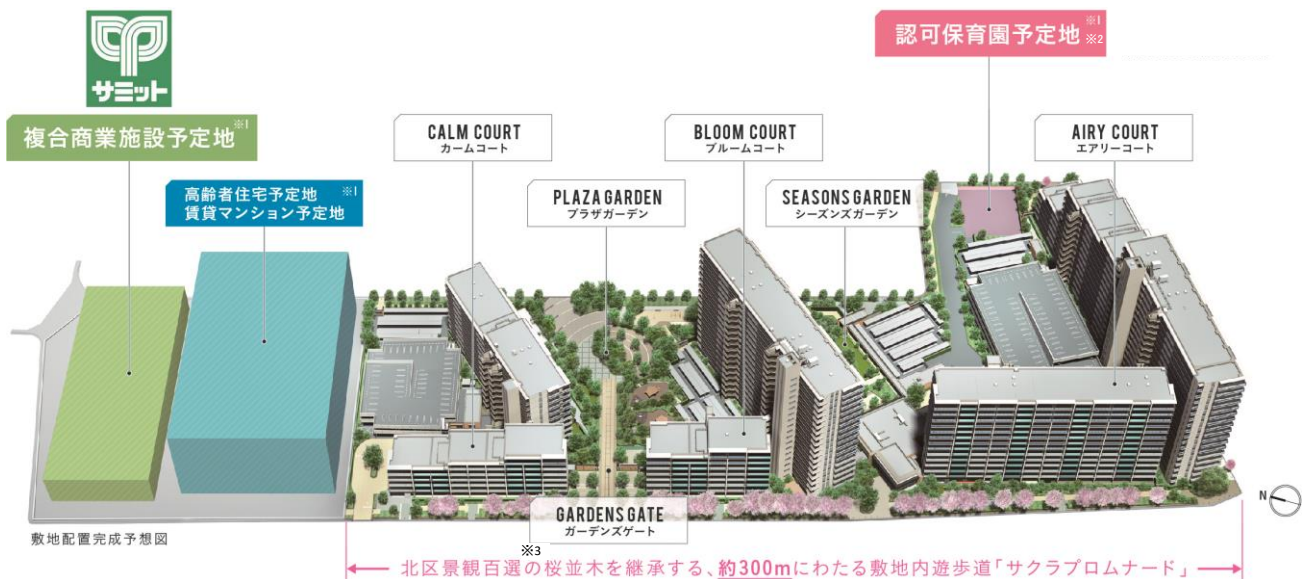 サミット
複合商業施設予定地※1
高齢者住宅予定地 ※1
賃貸マンション予定地
CALM COURT
カームコート
PLAZA GARDEN
プラザガーデン
BLOOM COURT
ブルームコート
SEASONS GARDEN
シーズンズガーデン
認可保育園予定地 ※1
※2
AIRY COURT
エアリーコート
GARDENS GATE
ガーデンズゲート
N
敷地配置完成予想図
※3
北区景観百選の桜並木を継承する、約300mにわたる敷地内遊歩道「サクラプロムナード」